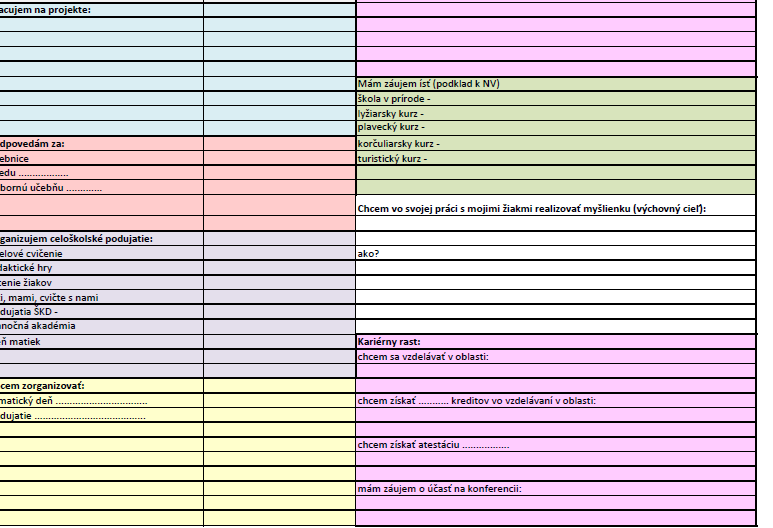 acujem na projekte:
Mám záujem ísť (podklad k NV)
škola v prírode -
lyžiarsky kurz -
plavecký kurz -
dpovedám za:
korčuliarsky kurz -
ebnice
turistický kurz -
edu ..................
bornú učebňu .............
Chcem vo svojej práci s mojimi žiakmi realizovať myšlienku (výchovný cieľ):
ganizujem celoškolské podujatie:
elové cvičenie
ako?
daktické hry
enie žiakov
i, mami, cvičte s nami
dujatia ŠKD -
nočná akadémia
ň matiek
Kariérny rast:
chcem sa vzdelávať v oblasti:
cem zorganizovať:
matický deň .................................
chcem získať ........... kreditov vo vzdelávaní v oblasti:
dujatie ........................................
chcem získať atestáciu .................
mám záujem o účasť na konferencii: